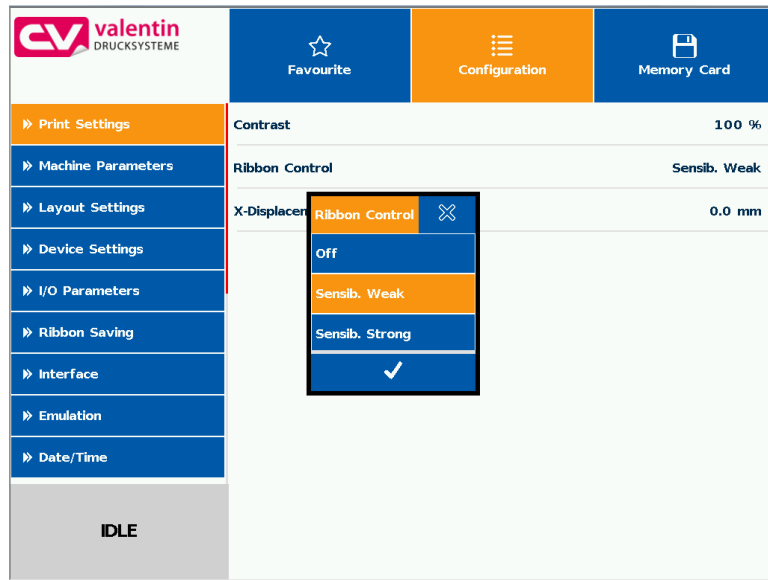 CV valentin
DRUCKSYSTEME
Favourite
Configuration
Memory Card
Print Settings
Machine Parameters
Layout Settings
Device Settings
I/O Parameters
Ribbon Saving
Interface
Emulation
Date/Time
IDLE
Contrast 100 %
Ribbon Control Sensib. Weak
X-Displacem 0.0 mm
Ribbon Control
Off
Sensib. Weak
Sensib. Strong